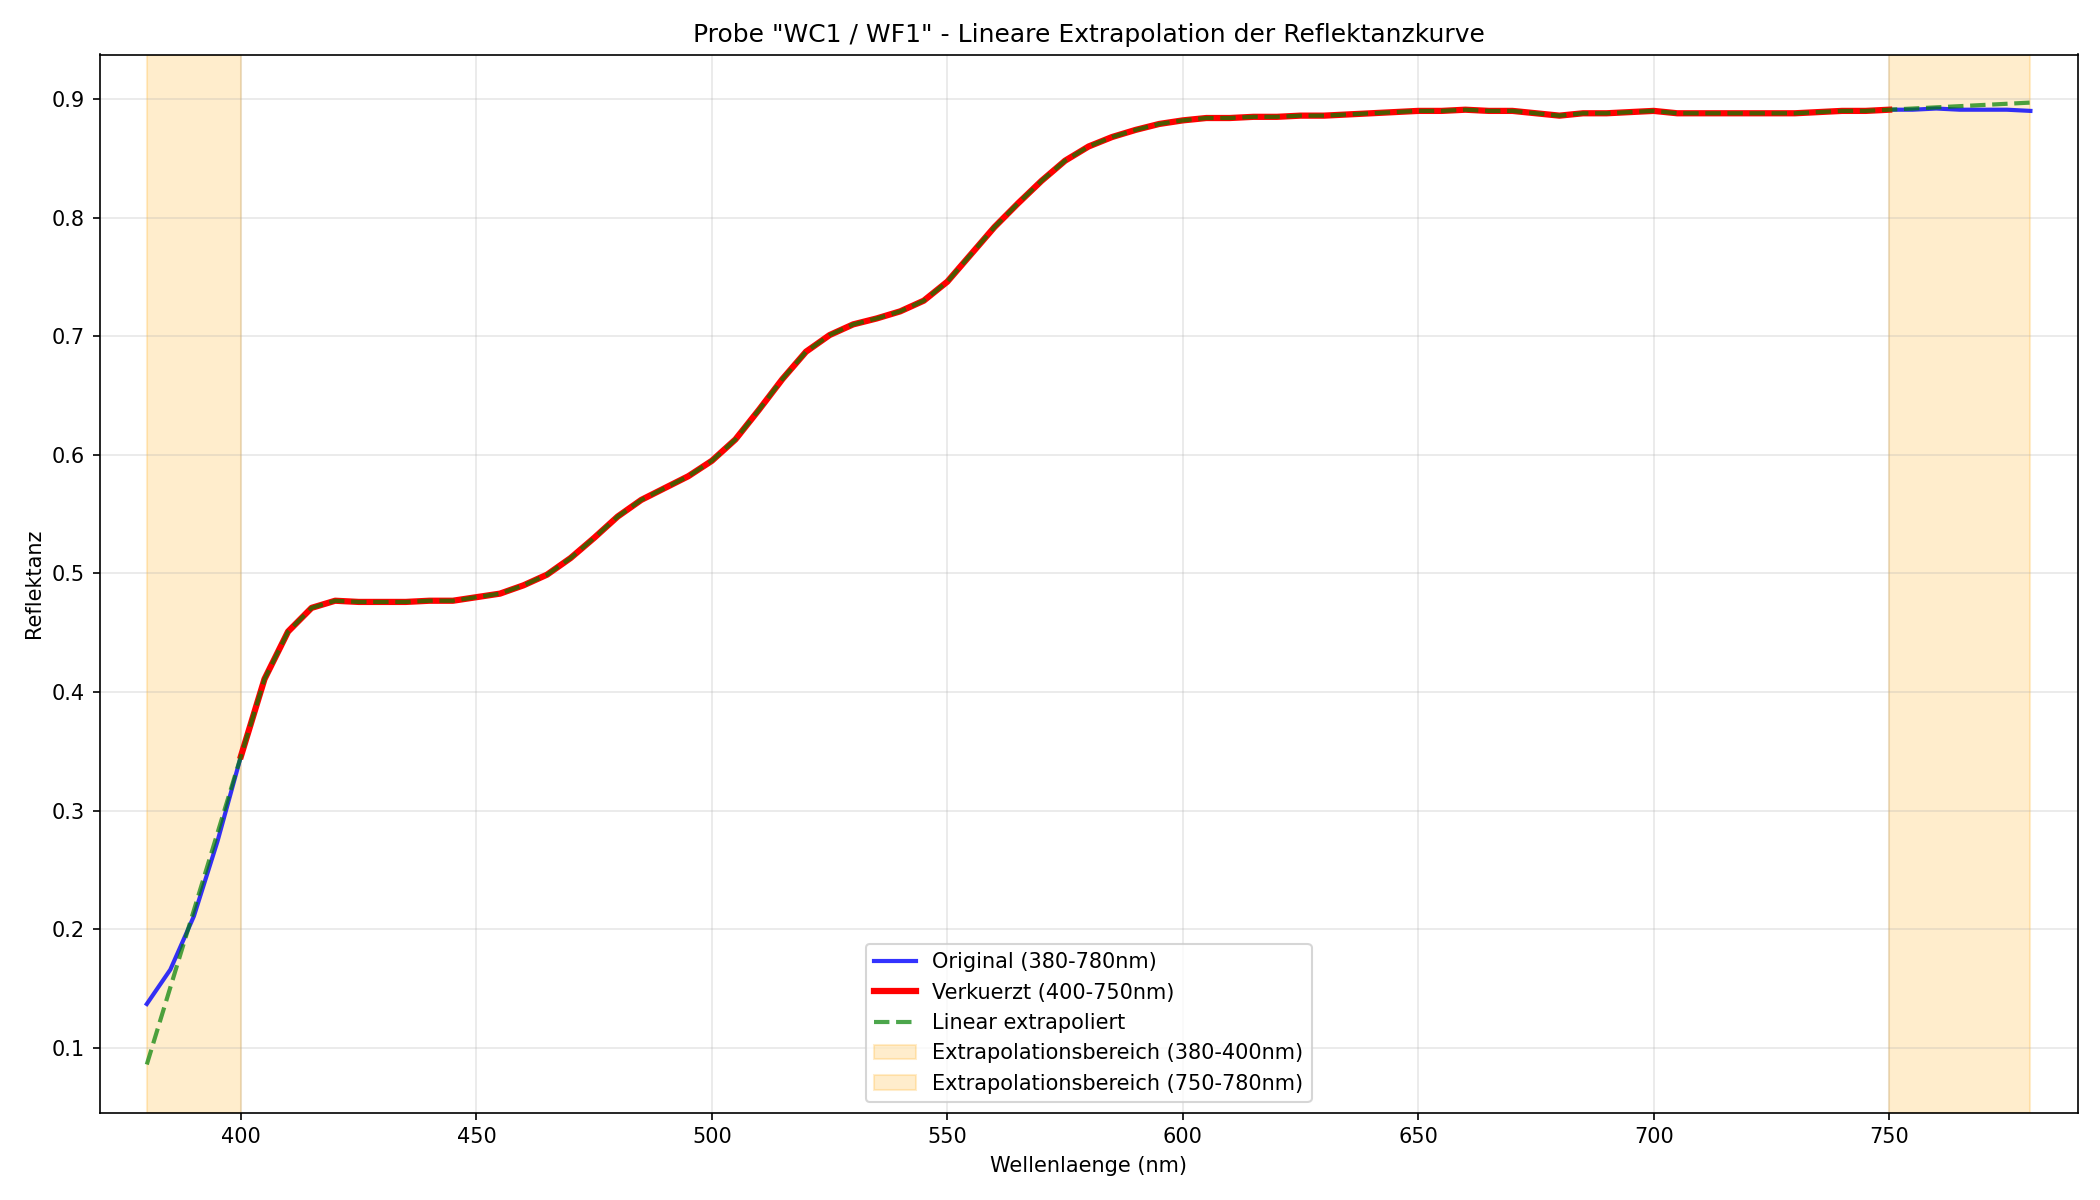 Probe "WC1 / WF1" - Lineare Extrapolation der Reflektanzkurve
Reflektanz
0.9
0.8
0.7
0.6
0.5
0.4
0.3
0.2
0.1
Original (380-780nm)
Verkuerzt (400-750nm)
Linear extrapoliert
Extrapolationsbereich (380-400nm)
Extrapolationsbereich (750-780nm)
400 450 500 550 600 650 700 750
Wellenlaenge (nm)